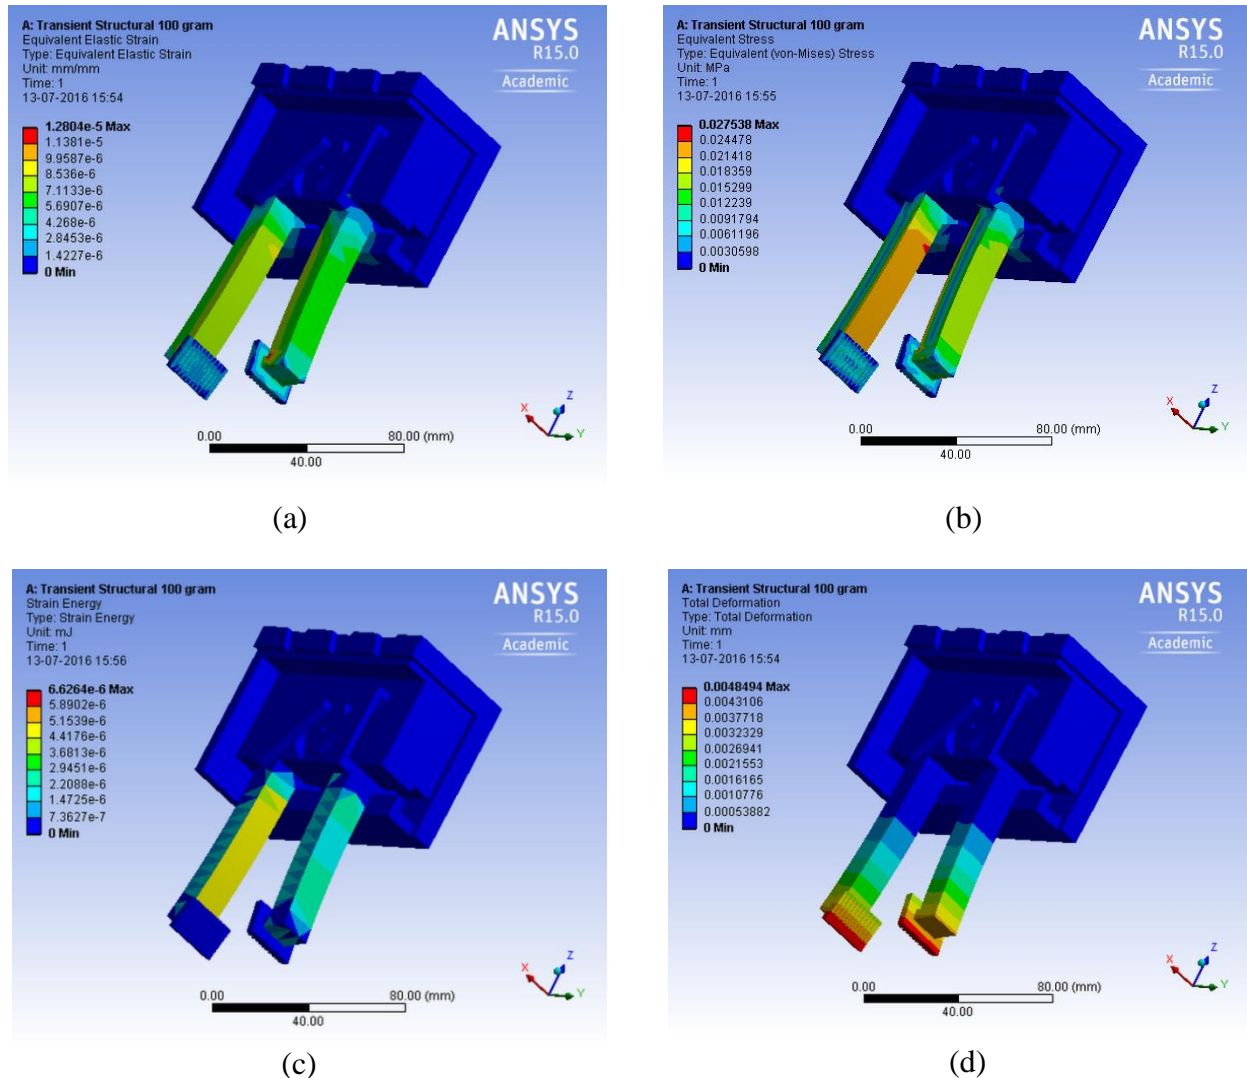 A: Transient Structural 100 gram
Equivalent Elastic Strain
Type: Equivalent Elastic Strain
Unit: mm/mm
Time: 1
13-07-2016 15:54
ANSYS
R15.0
Academic
1.2804e-5 Max
1.1381e-5
9.9587e-6
8.536e-6
7.1133e-6
5.6907e-6
4.268e-6
2.8453e-6
1.4227e-6
0 Min
X
Z
Y
0.00
80.00 (mm)
40.00
(a)
A: Transient Structural 100 gram
Equivalent Stress
Type: Equivalent (von-Mises) Stress
Unit: MPa
Time: 1
13-07-2016 15:55
ANSYS
R15.0
Academic
0.027538 Max
0.024478
0.021418
0.018359
0.015299
0.012239
0.0091794
0.0061196
0.0030598
0 Min
X
Z
Y
0.00
80.00 (mm)
40.00
(b)
A: Transient Structural 100 gram
Strain Energy
Type: Strain Energy
Unit: mJ
Time: 1
13-07-2016 15:56
ANSYS
R15.0
Academic
6.6264e-6 Max
5.8902e-6
5.1539e-6
4.4176e-6
3.6813e-6
2.9451e-6
2.2088e-6
1.4725e-6
7.3627e-7
0 Min
X
Z
Y
0.00
80.00 (mm)
40.00
(c)
A: Transient Structural 100 gram
Total Deformation
Type: Total Deformation
Unit: mm
Time: 1
13-07-2016 15:54
ANSYS
R15.0
Academic
0.0048494 Max
0.0043106
0.0037718
0.0032329
0.0026941
0.0021553
0.0016165
0.0010776
0.00053882
0 Min
X
Z
Y
0.00
80.00 (mm)
40.00
(d)